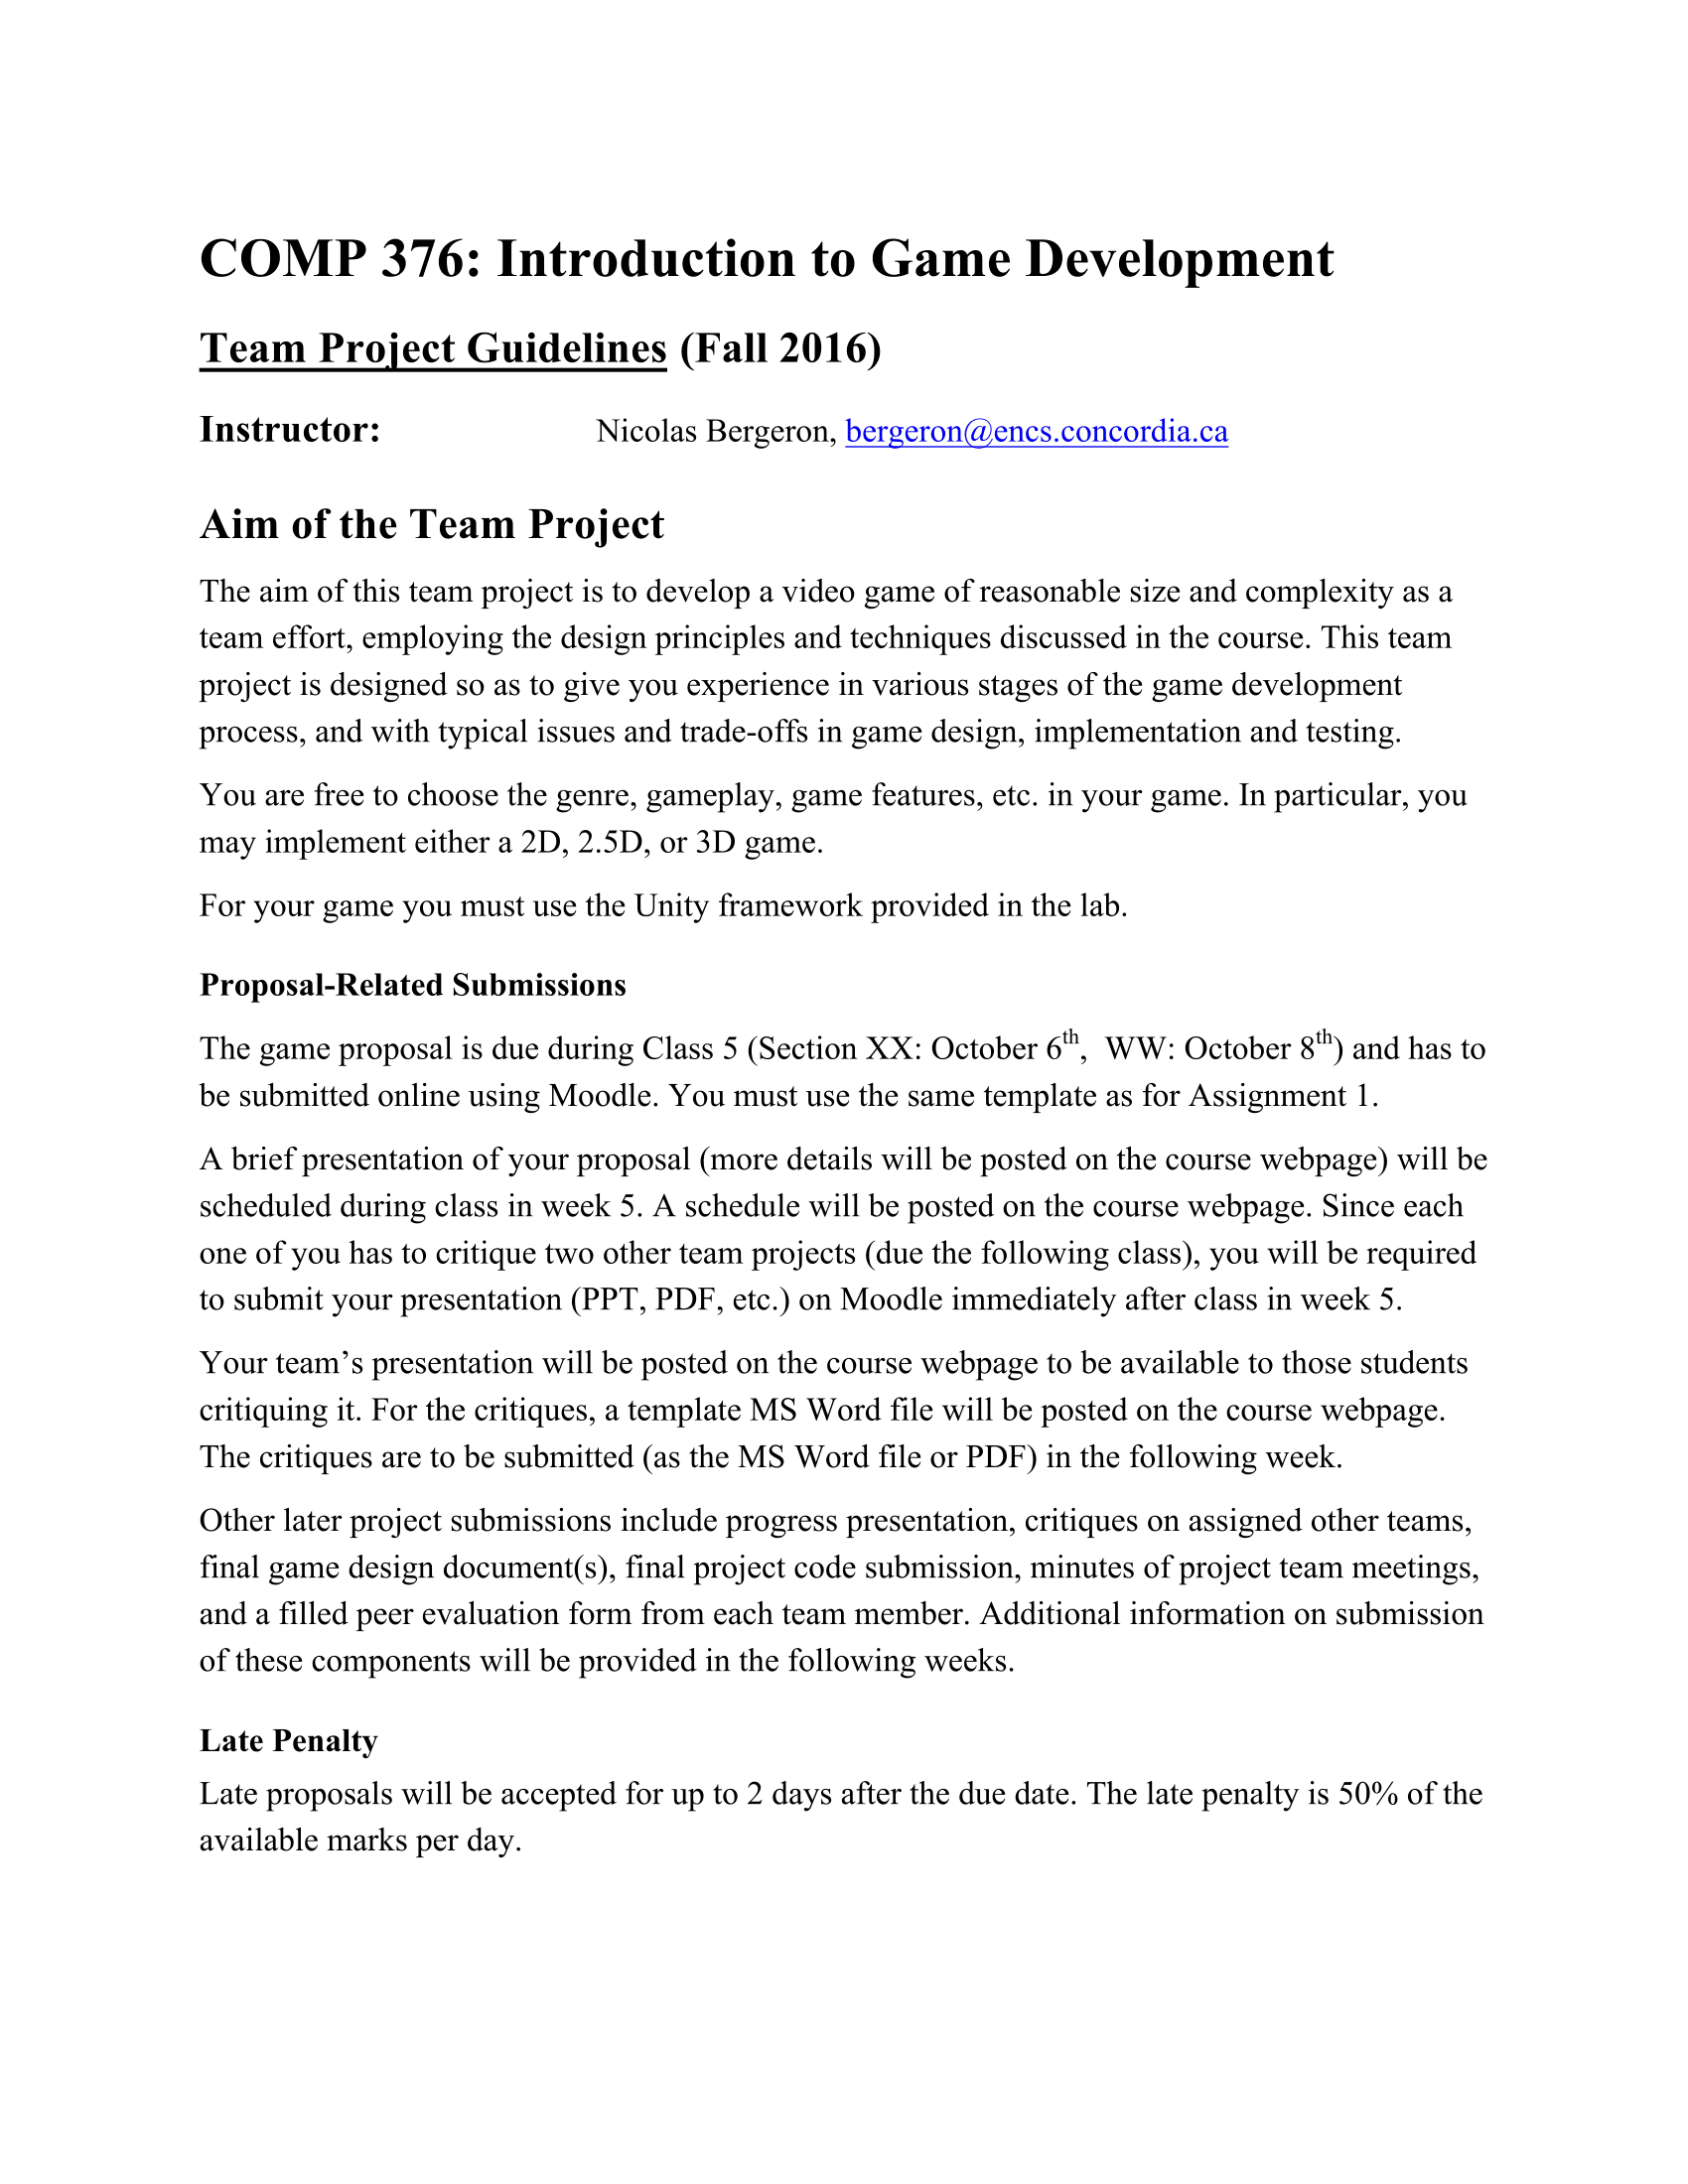 COMP 376: Introduction to Game Development
Team Project Guidelines (Fall 2016)
Instructor: Nicolas Bergeron, bergeron@encs.concordia.ca
Aim of the Team Project
The aim of this team project is to develop a video game of reasonable size and complexity as a
team effort, employing the design principles and techniques discussed in the course. This team
project is designed so as to give you experience in various stages of the game development
process, and with typical issues and trade-offs in game design, implementation and testing.
You are free to choose the genre, gameplay, game features, etc. in your game. In particular, you
may implement either a 2D, 2.5D, or 3D game.
For your game you must use the Unity framework provided in the lab.
Proposal-Related Submissions
The game proposal is due during Class 5 (Section XX: October 6th, WW: October 8th) and has to
be submitted online using Moodle. You must use the same template as for Assignment 1.
A brief presentation of your proposal (more details will be posted on the course webpage) will be
scheduled during class in week 5. A schedule will be posted on the course webpage. Since each
one of you has to critique two other team projects (due the following class), you will be required
to submit your presentation (PPT, PDF, etc.) on Moodle immediately after class in week 5.
Your team’s presentation will be posted on the course webpage to be available to those students
critiquing it. For the critiques, a template MS Word file will be posted on the course webpage.
The critiques are to be submitted (as the MS Word file or PDF) in the following week.
Other later project submissions include progress presentation, critiques on assigned other teams,
final game design document(s), final project code submission, minutes of project team meetings,
and a filled peer evaluation form from each team member. Additional information on submission
of these components will be provided in the following weeks.
Late Penalty
Late proposals will be accepted for up to 2 days after the due date. The late penalty is 50% of the
available marks per day.